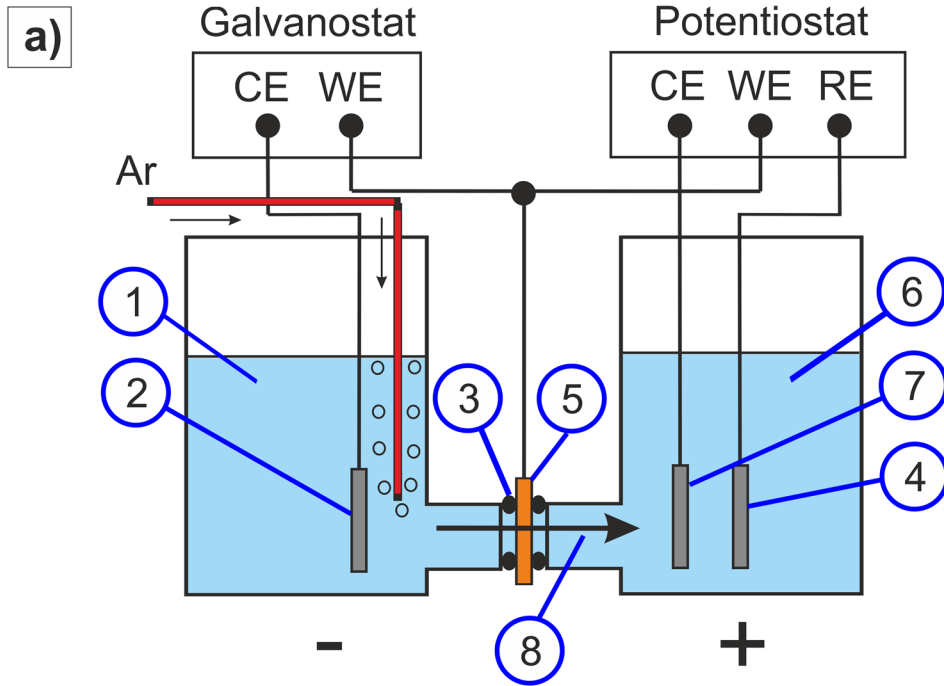 a)
Galvanostat
Potentiostat
CE WE
CE WE RE
Ar
1
2
3
5
6
7
4
8
-
+